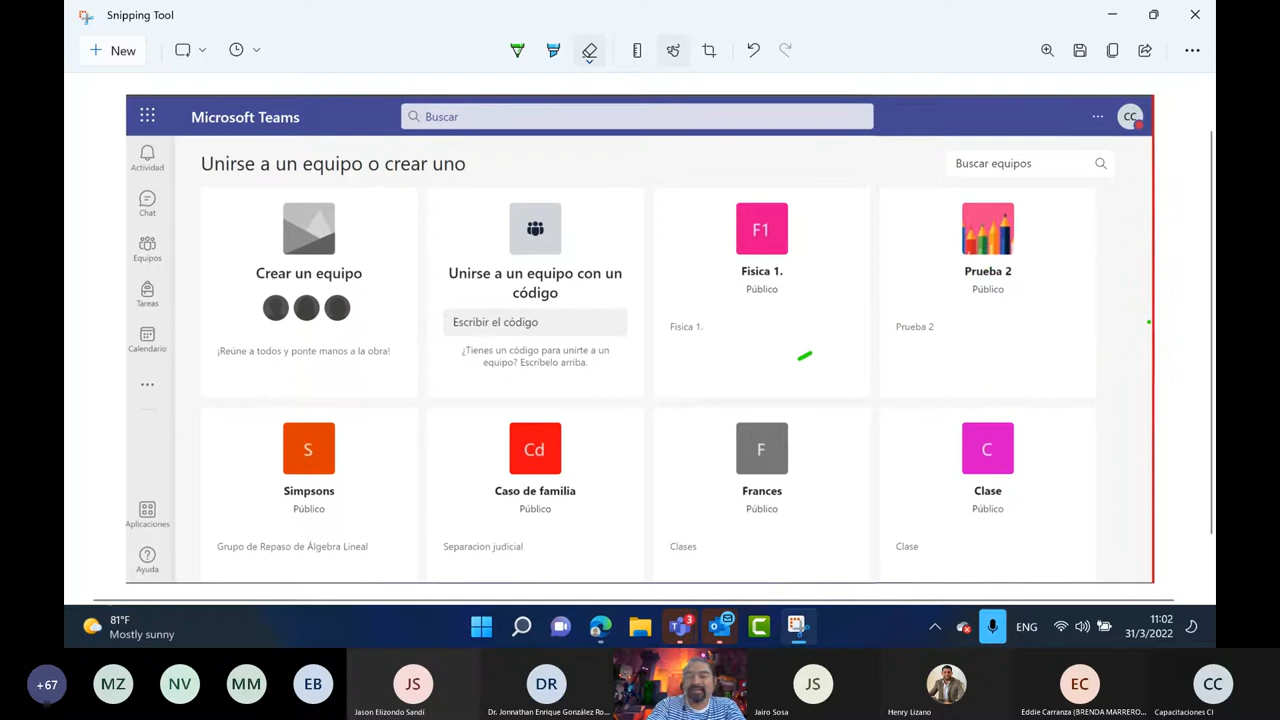 Snipping Tool
New
Microsoft Teams
Buscar
CC
Actividad
Chat
Equipos
Tareas
Calendario
Aplicaciones
Ayuda
Unirse a un equipo o crear uno
Buscar equipos
Crear un equipo
¡Reúne a todos y ponte manos a la obra!
Unirse a un equipo con un
código
Escribir el código
¿Tienes un código para unirte a un
equipo? Escríbelo arriba.
F1
Fisica 1.
Público
Fisica 1.
Prueba 2
Público
Prueba 2
S
Simpsons
Público
Grupo de Repaso de Álgebra Lineal
Cd
Caso de familia
Público
Separacion judicial
F
Frances
Público
Clases
C
Clase
Público
Clase
81°F
Mostly sunny
3
ENG
11:02
31/3/2022
+67
MZ
NV
MM
EB
JS
Jason Elizondo Sandí
DR
Dr. Jonnathan Enrique González Ro...
JS
Jairo Sosa
Henry Lizano
EC
Eddie Carranza (BRENDA MARRERO...
CC
Capacitaciones CI